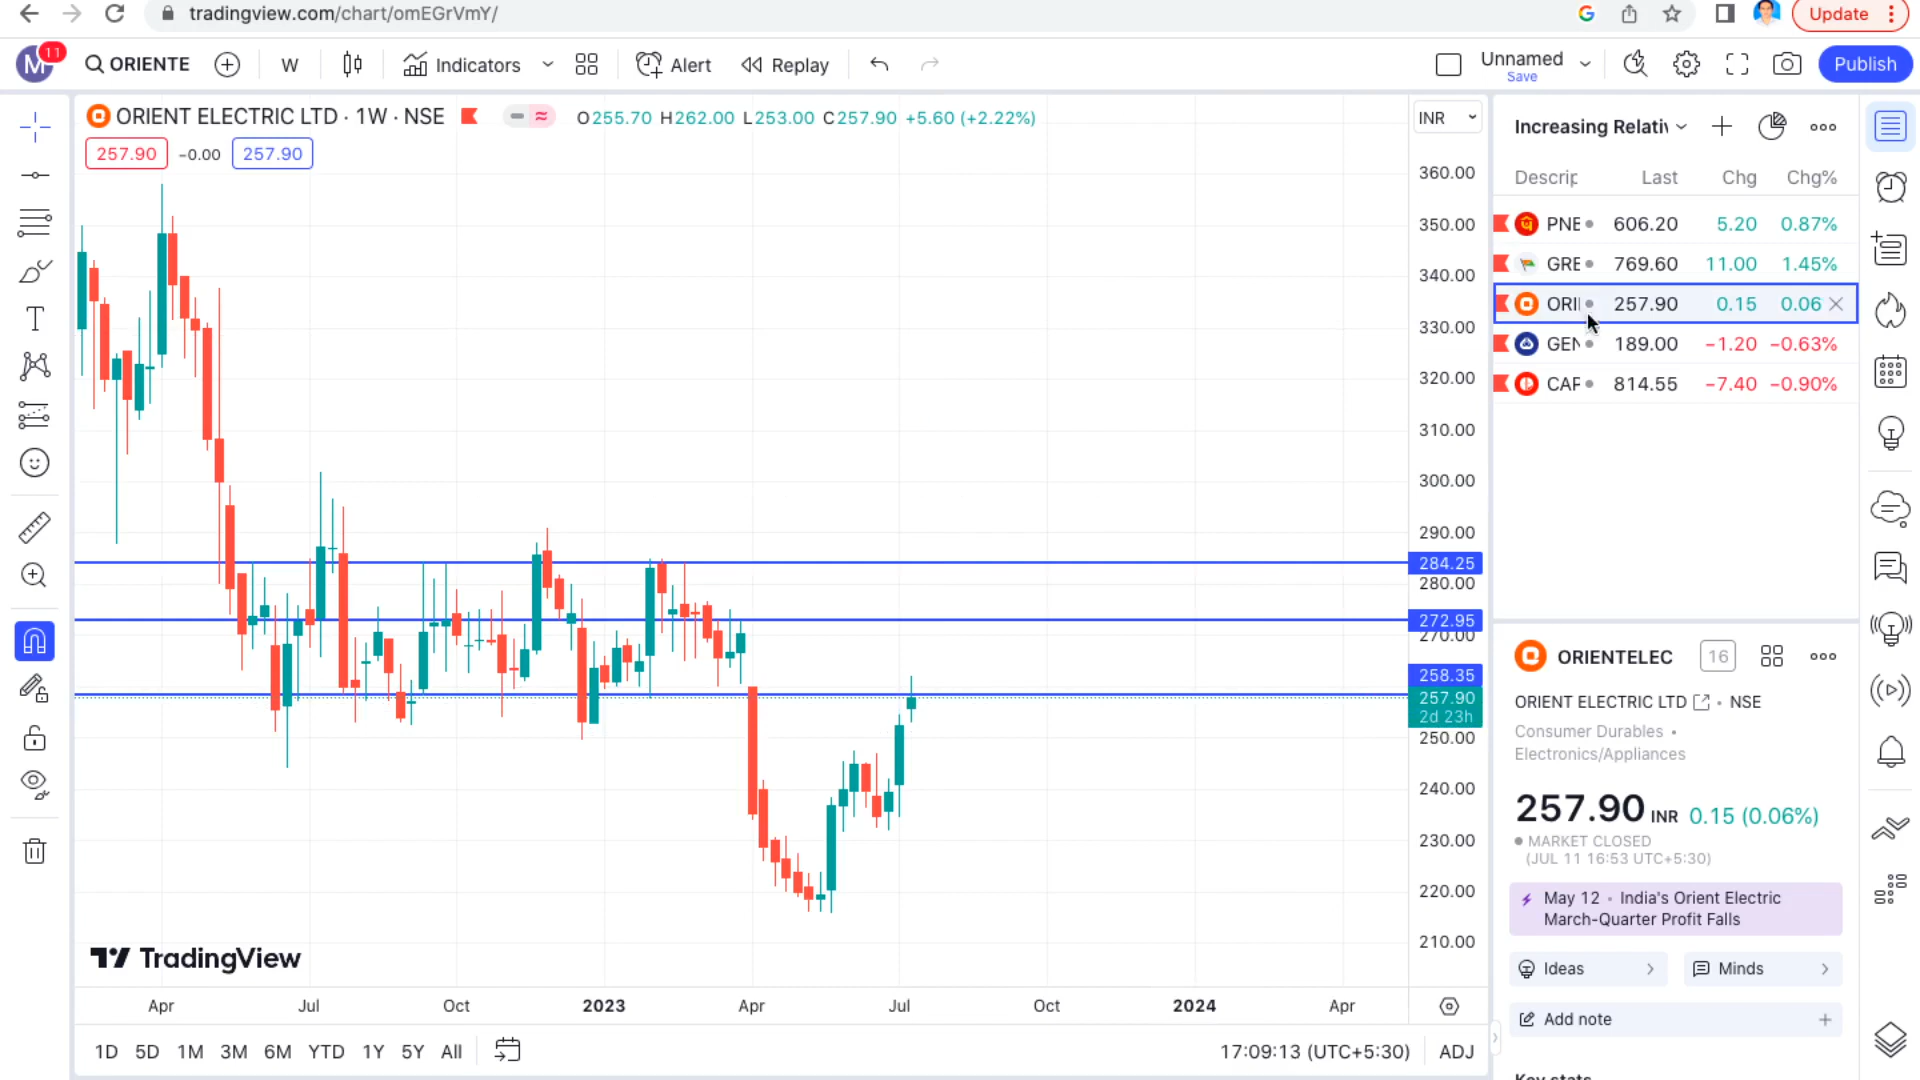 tradingview.com/chart/omEGrVmY/
Update
M
11
ORIENTE
W
Indicators
Alert
Replay
Unnamed
Save
Publish
ORIENT ELECTRIC LTD · 1W · NSE
O255.70 H262.00 L253.00 C257.90 +5.60 (+2.22%)
257.90 −0.00 257.90
INR
360.00
350.00
340.00
330.00
320.00
310.00
300.00
290.00
284.25
280.00
272.95
270.00
258.35
257.90
2d 23h
250.00
240.00
230.00
220.00
210.00
TradingView
Apr Jul Oct 2023 Apr Jul Oct 2024 Apr
1D 5D 1M 3M 6M YTD 1Y 5Y All
17:09:13 (UTC+5:30) ADJ
Increasing Relativ
Descrip Last Chg Chg%
PNB 606.20 5.20 0.87%
GRE 769.60 11.00 1.45%
ORI 257.90 0.15 0.06
GEN 189.00 −1.20 −0.63%
CAP 814.55 −7.40 −0.90%
ORIENTELEC
16
ORIENT ELECTRIC LTD · NSE
Consumer Durables •
Electronics/Appliances
257.90 INR 0.15 (0.06%)
MARKET CLOSED
(JUL 11 16:53 UTC+5:30)
May 12 • India's Orient Electric
March-Quarter Profit Falls
Ideas
Minds
Add note
Key stats